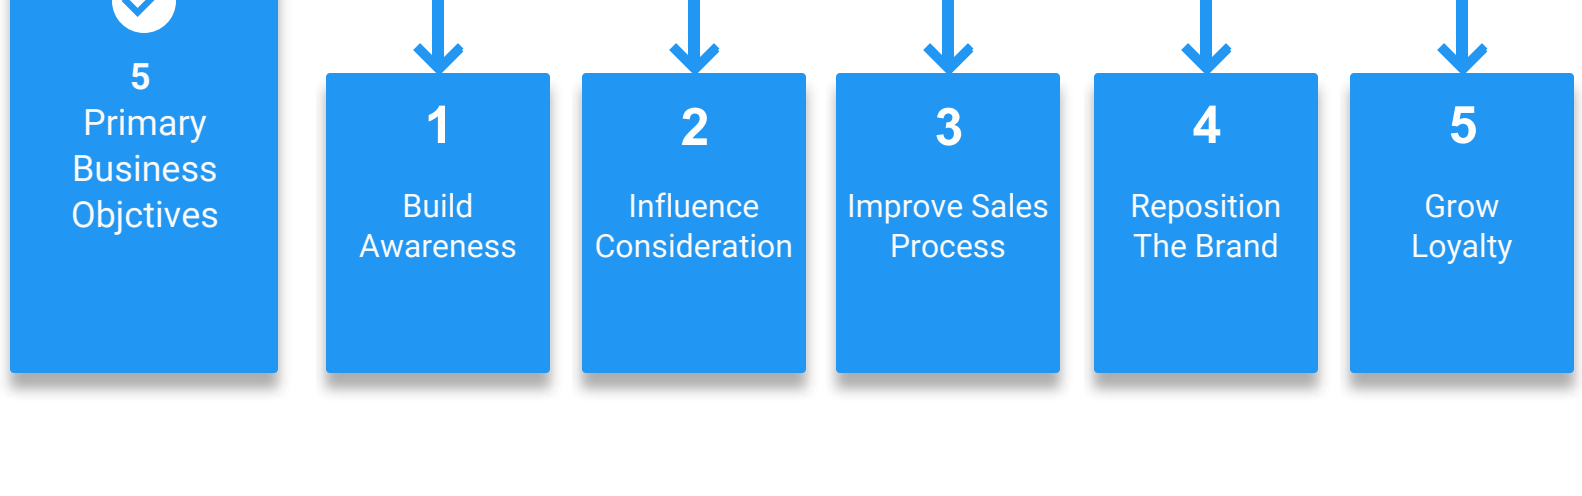 5
Primary
Business
Objctives
1
Build
Awareness
2
Influence
Consideration
3
Improve Sales
Process
4
Reposition
The Brand
5
Grow
Loyalty